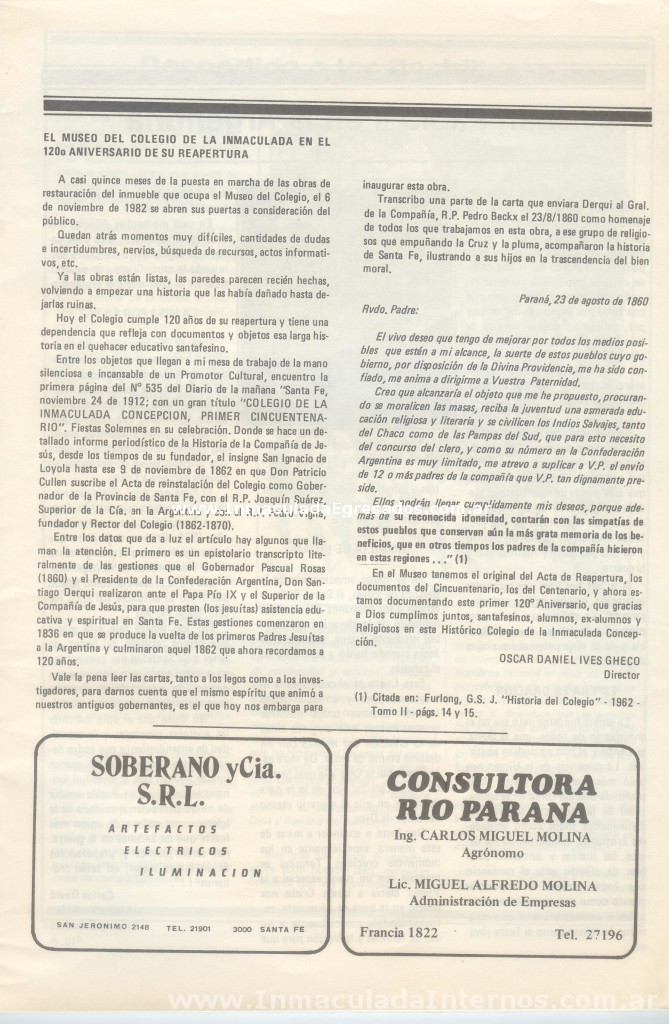 EL MUSEO DEL COLEGIO DE LA INMACULADA EN EL
120o ANIVERSARIO DE SU REAPERTURA
A casi quince meses de la puesta en marcha de las obras de
restauración del inmueble que ocupa el Museo del Colegio, el 6
de noviembre de 1982 se abren sus puertas a consideración del
público.
Quedan atrás momentos muy difíciles, cantidades de dudas
e incertidumbres, nervios, búsqueda de recursos, actos informati-
vos, etc.
Ya las obras están listas, las paredes parecen recién hechas,
volviendo a empezar una historia que las había dañado hasta de-
jarlas ruinas.
Hoy el Colegio cumple 120 años de su reapertura y tiene una
dependencia que refleja con documentos y objetos esa larga his-
toria en el quehacer educativo santafesino.
Entre los objetos que llegan a mi mesa de trabajo de la mano
silenciosa e incansable de un Promotor Cultural, encuentro la
primera página del Nº 535 del Diario de la mañana "Santa Fe,
noviembre 24 de 1912; con un gran título "COLEGIO DE LA
INMACULADA CONCEPCION, PRIMER CINCUENTENA-
RIO". Fiestas Solemnes en su celebración. Donde se hace un de-
tallado informe periodístico de la Historia de la Compañía de Je-
sús, desde los tiempos de su fundador, el insigne San Ignacio de
Loyola hasta ese 9 de noviembre de 1862 en que Don Patricio
Cullen suscribe el Acta de reinstalación del Colegio como Gober-
nador de la Provincia de Santa Fe, con el R.P. Joaquín Suárez,
Superior de la Cía. en la Argentina y con el R.P. Pedro Vigna,
fundador y Rector del Colegio (1862-1870).
Entre los datos que da a luz el artículo hay algunos que lla-
man la atención. El primero es un epistolario transcripto lite-
ralmente de las gestiones que el Gobernador Pascual Rosas
(1860) y el Presidente de la Confederación Argentina, Don San-
tiago Derqui realizaron ante el Papa Pío IX y el Superior de la
Compañía de Jesús, para que presten (los jesuítas) asistencia edu-
cativa y espiritual en Santa Fe. Estas gestiones comenzaron en
1836 en que se produce la vuelta de los primeros Padres Jesuítas
a la Argentina y culminaron aquel 1862 que ahora recordamos a
120 años.
Vale la pena leer las cartas, tanto a los legos como a los inves-
tigadores, para darnos cuenta que el mismo espíritu que animó a
nuestros antiguos gobernantes, es el que hoy nos embarga para
inaugurar esta obra.
Transcribo una parte de la carta que enviara Derqui al Gral.
de la Compañía, R.P. Pedro Beckx el 23/8/1860 como homenaje
de todos los que trabajamos en esta obra, a ese grupo de religio-
sos que empuñando la Cruz y la pluma, acompañaron la historia
de Santa Fe, ilustrando a sus hijos en la trascendencia del bien
moral.
Paraná, 23 de agosto de 1860
Rvdo. Padre:
El vivo deseo que tengo de mejorar por todos los medios posi-
bles que estén a mi alcance, la suerte de estos pueblos cuyo go-
bierno, por disposición de la Divina Providencia, me ha sido con-
fiado, me anima a dirigirme a Vuestra Paternidad.
Creo que alcanzaría el objeto que me he propuesto, procuran-
do se moralicen las masas, reciba la juventud una esmerada edu-
cación religiosa y literaria y se civilicen los Indios Salvajes, tanto
del Chaco como de las Pampas del Sud, que para esto necesito
del concurso del clero, y como su número en la Confederación
Argentina es muy limitado, me atrevo a suplicar a V.P. el envío
de 12 o más padres de la compañía que V.P. tan dignamente pre-
side.
Ellos podrán llenar cumplidamente mis deseos, porque ade-
más de su reconocida idoneidad, contarán con las simpatías de
estos pueblos que conservan aún la más grata memoria de los be-
neficios, que en otros tiempos los padres de la compañía hicieron
en estas regiones . . ." (1)
En el Museo tenemos el original del Acta de Reapertura, los
documentos del Cincuentenario, los del Centenario, y ahora es-
tamos documentando este primer 120º Aniversario, que gracias
a Dios cumplimos juntos, santafesinos, alumnos, ex-alumnos y
Religiosos en este Histórico Colegio de la Inmaculada Concep-
ción.
OSCAR DANIEL IVES GHECO
Director
(1) Citada en: Furlong, G.S. J. "Historia del Colegio" - 1962 -
Tomo II - págs. 14 y 15.
www.InmaculadaEgresados.com.ar
SOBERANO y Cia.
S.R.L.
ARTEFACTOS
ELECTRICOS
ILUMINACION
SAN JERONIMO 2148 TEL. 21901 3000 SANTA FE
CONSULTORA
RIO PARANA
Ing. CARLOS MIGUEL MOLINA
Agrónomo
Lic. MIGUEL ALFREDO MOLINA
Administración de Empresas
Francia 1822 Tel. 27196
www.InmaculadaInternos.com.ar